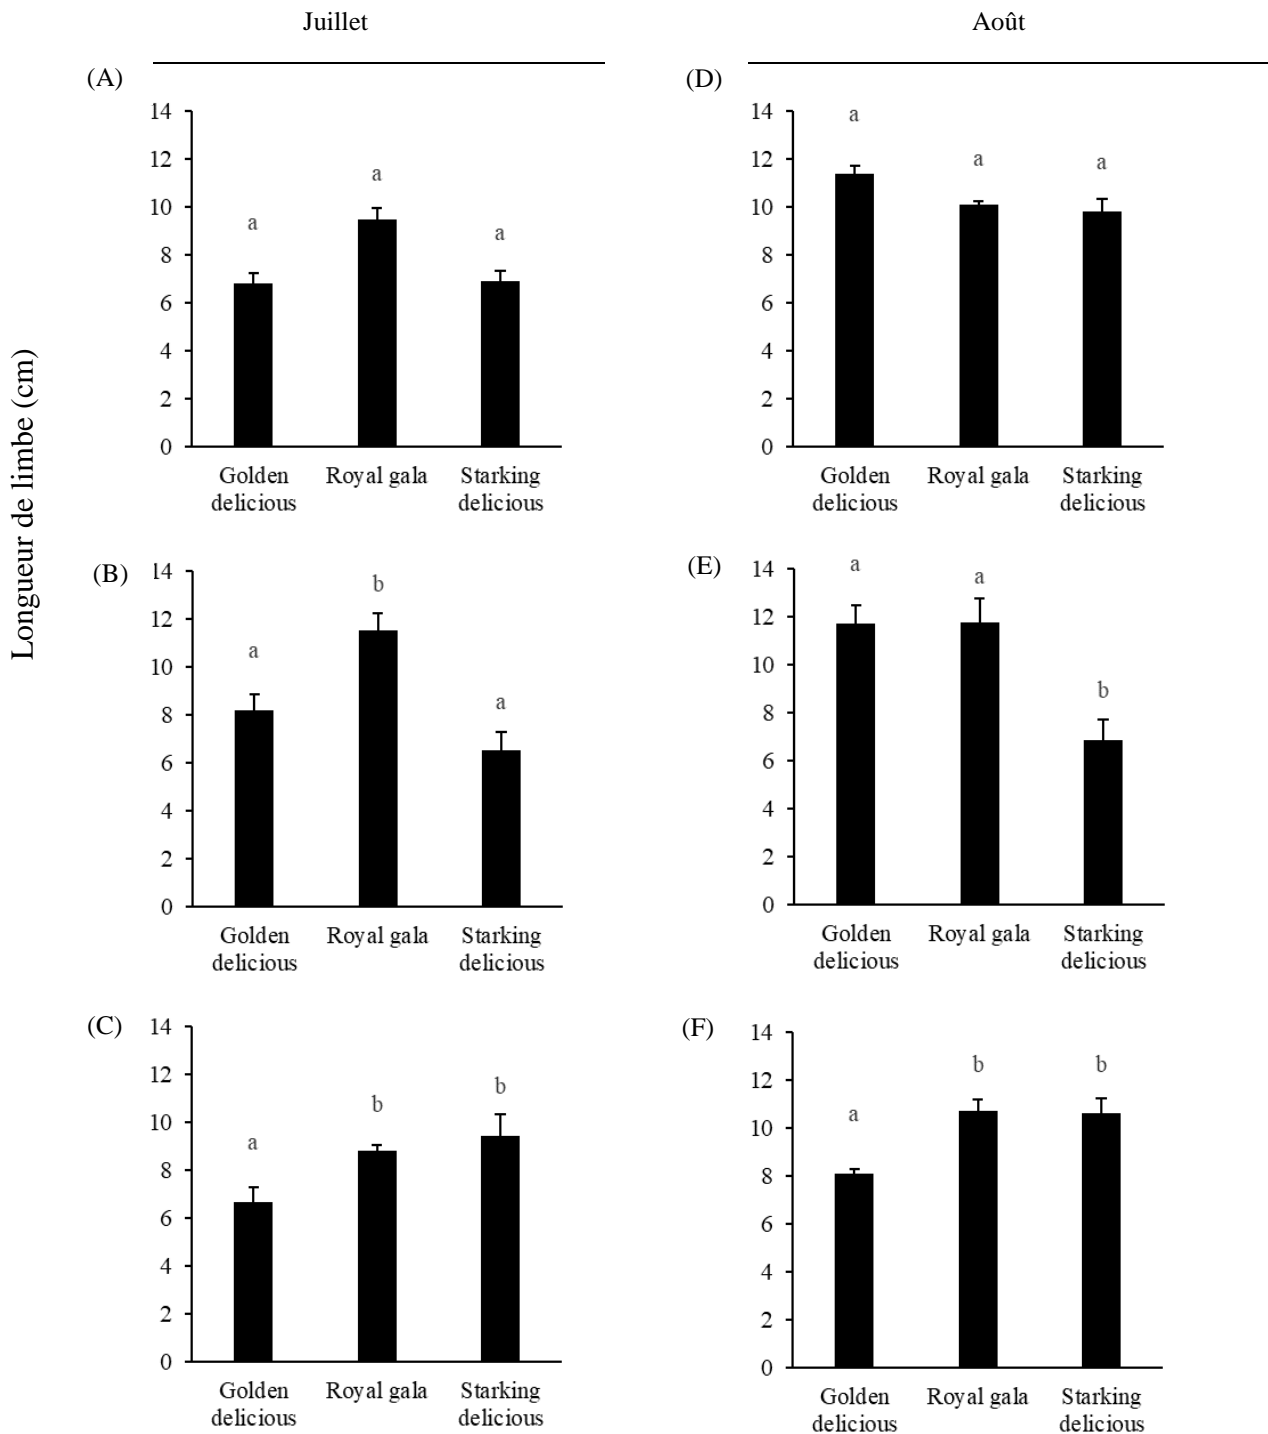 Juillet
Août
Longueur de limbe (cm)
(A)
14
12
10
8
6
4
2
0
a
a
a
Golden
delicious
Royal gala
Starking
delicious
(D)
14
12
10
8
6
4
2
0
a
a
a
Golden
delicious
Royal gala
Starking
delicious
(B)
14
12
10
8
6
4
2
0
a
b
a
Golden
delicious
Royal gala
Starking
delicious
(E)
14
12
10
8
6
4
2
0
a
a
b
Golden
delicious
Royal gala
Starking
delicious
(C)
14
12
10
8
6
4
2
0
a
b
b
Golden
delicious
Royal gala
Starking
delicious
(F)
14
12
10
8
6
4
2
0
a
b
b
Golden
delicious
Royal gala
Starking
delicious